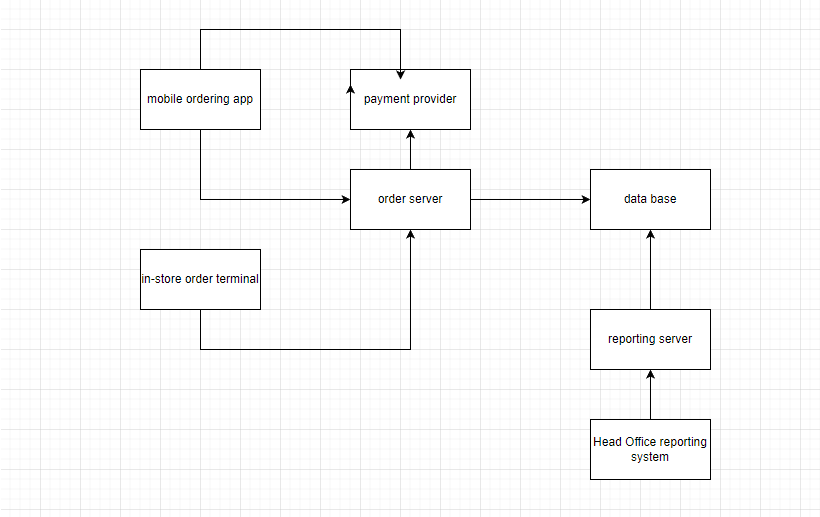 mobile ordering app
payment provider
order server
data base
in-store order terminal
reporting server
Head Office reporting
system